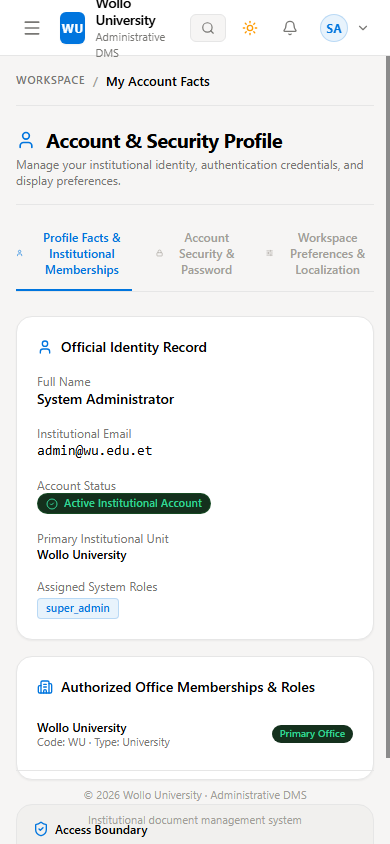 Wollo
University
WU
Administrative
DMS
SA
WORKSPACE / My Account Facts
Account & Security Profile
Manage your institutional identity, authentication credentials, and
display preferences.
Profile Facts &
Institutional
Memberships
Account
Security &
Password
Workspace
Preferences &
Localization
Official Identity Record
Full Name
System Administrator
Institutional Email
admin@wu.edu.et
Account Status
Active Institutional Account
Primary Institutional Unit
Wollo University
Assigned System Roles
super_admin
Authorized Office Memberships & Roles
Wollo University
Code: WU · Type: University
Primary Office
© 2026 Wollo University · Administrative DMS
Institutional document management system
Access Boundary